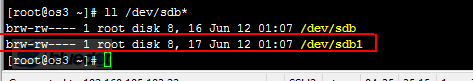 [root@os3 ~]# ll /dev/sdb*
brw-rw---- 1 root disk 8, 16 Jun 12 01:07 /dev/sdb
brw-rw---- 1 root disk 8, 17 Jun 12 01:07 /dev/sdb1
[root@os3 ~]#